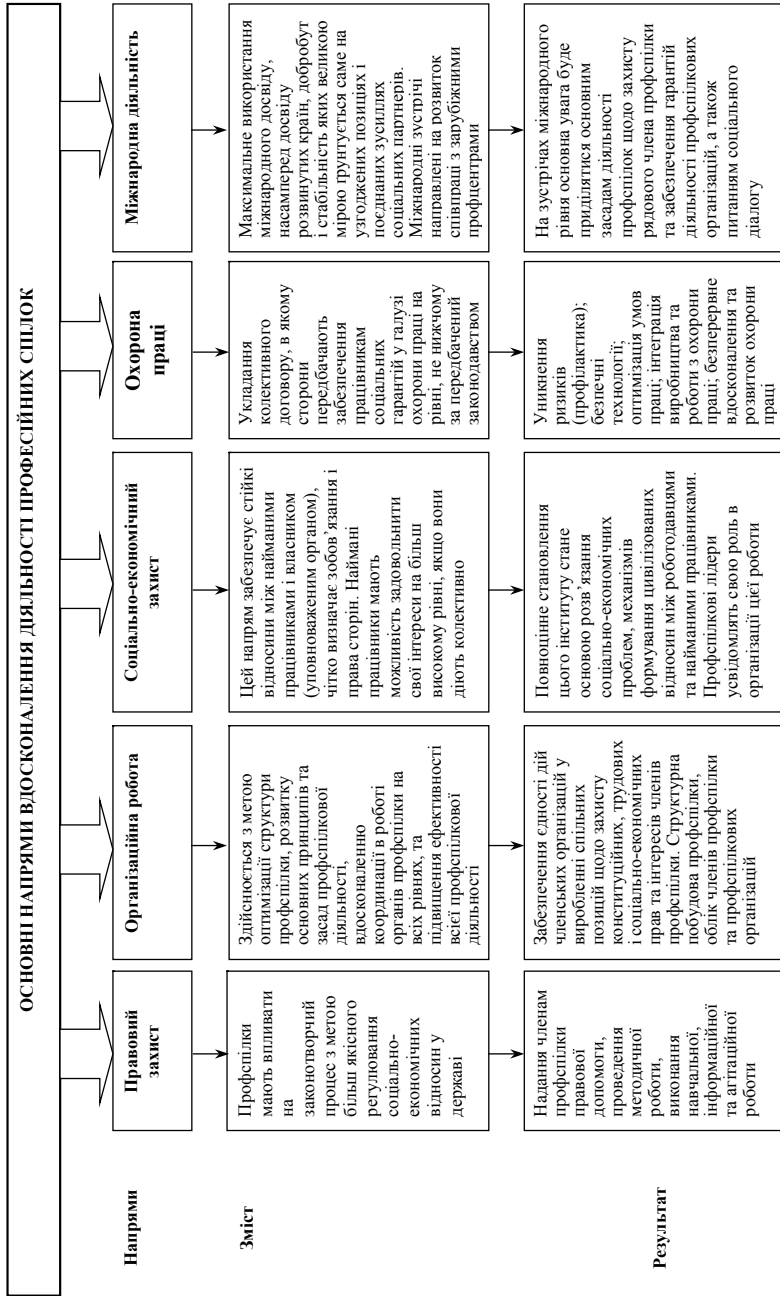 ОСНОВНІ НАПРЯМИ ВДОСКОНАЛЕННЯ ДІЯЛЬНОСТІ ПРОФЕСІЙНИХ СПІЛОК
Напрями
Правовий
захист
Організаційна робота
Соціально-економічний
захист
Охорона
праці
Міжнародна діяльність
Зміст
Профспілки
мають впливати
на
законотворчий
процес з метою
більш якісного
регулювання
соціально-
економічних
відносин у
державі
Здійснюється з метою
оптимізації структури
профспілки, розвитку
основних принципів та
засад профспілкової
діяльності,
вдосконаленню
координації в роботі
органів профспілки на
всіх рівнях, та
підвищення ефективності
всієї профспілкової
діяльності
Цей напрям забезпечує стійкі
відносини між найманими
працівниками і власником
(уповноваженим органом),
чітко визначає зобов’язання і
права сторін. Наймані
працівники мають
можливість задовольнити
свої інтереси на більш
високому рівні, якщо вони
діють колективно
Укладання
колективного
договору, в якому
сторони
передбачають
забезпечення
працівникам
соціальних
гарантій у галузі
охорони праці на
рівні, не нижчому
за передбачений
законодавством
Максимальне використання
міжнародного досвіду,
насамперед досвіду
розвинутих країн, добробут
і стабільність яких великою
мірою ґрунтується саме на
узгоджених позиціях і
поєднаних зусиллях
соціальних партнерів.
Міжнародні зустрічі
направлені на розвиток
співпраці з зарубіжними
профцентрами
Результат
Надання членам
профспілки
правової
допомоги,
проведення
методичної
роботи,
виконання
навчальної,
інформаційної
та агітаційної
роботи
Забезпечення єдності дій
членських організацій у
виробленні спільних
позицій щодо захисту
конституційних, трудових
і соціально-економічних
прав та інтересів членів
профспілки. Структурна
побудова профспілки,
облік членів профспілки
та профспілкових
організацій
Повноцінне становлення
цього інституту стане
основою розв’язання
соціально-економічних
проблем, механізмів
формування цивілізованих
відносин між роботодавцями
та найманими працівниками.
Профспілкові лідери
усвідомлять свою роль в
організації цієї роботи
Уникнення
ризиків
(профілактика);
безпечні
технології;
оптимізація умов
праці; інтеграція
виробництва та
роботи з охорони
праці; безперервне
вдосконалення та
розвиток охорони
праці
На зустрічах міжнародного
рівня основна увага буде
приділятися основним
засадам діяльності
профспілок щодо захисту
рядового члена профспілки
та забезпечення гарантій
діяльності профспілкових
організацій, а також
питанням соціального
діалогу